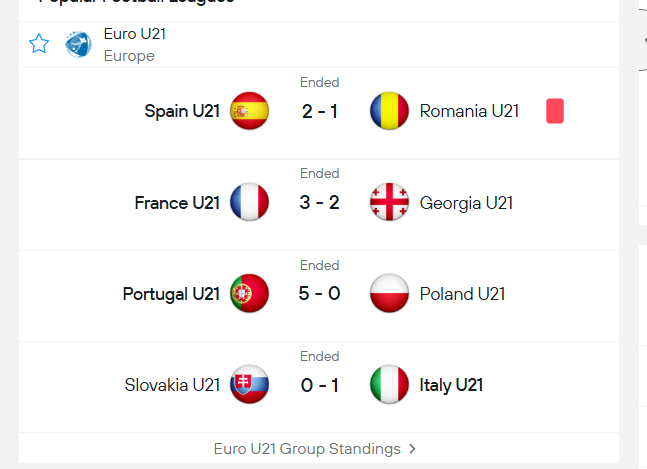 Popular Football Leagues
Euro U21
Europe
Ended
Spain U21 2 - 1 Romania U21
Ended
France U21 3 - 2 Georgia U21
Ended
Portugal U21 5 - 0 Poland U21
Ended
Slovakia U21 0 - 1 Italy U21
Euro U21 Group Standings >